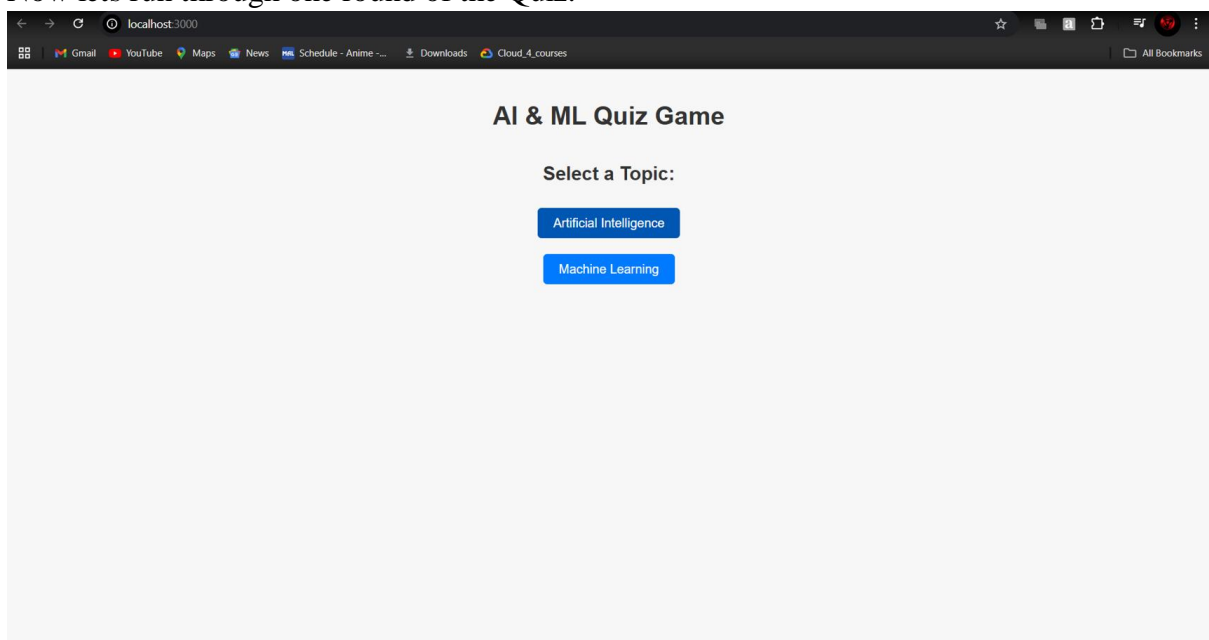 Now lets run through one round of the Quiz.
localhost:3000
Gmail YouTube Maps News MAL Schedule - Anime -... Downloads Cloud_4_courses All Bookmarks
AI & ML Quiz Game
Select a Topic:
Artificial Intelligence
Machine Learning